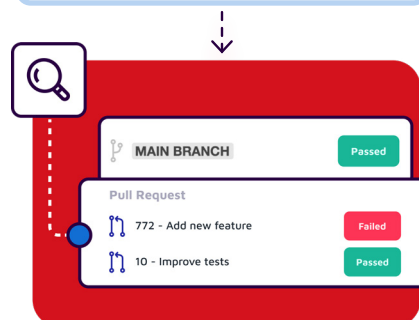 MAIN BRANCH Passed
Pull Request
772 - Add new feature Failed
10 - Improve tests Passed